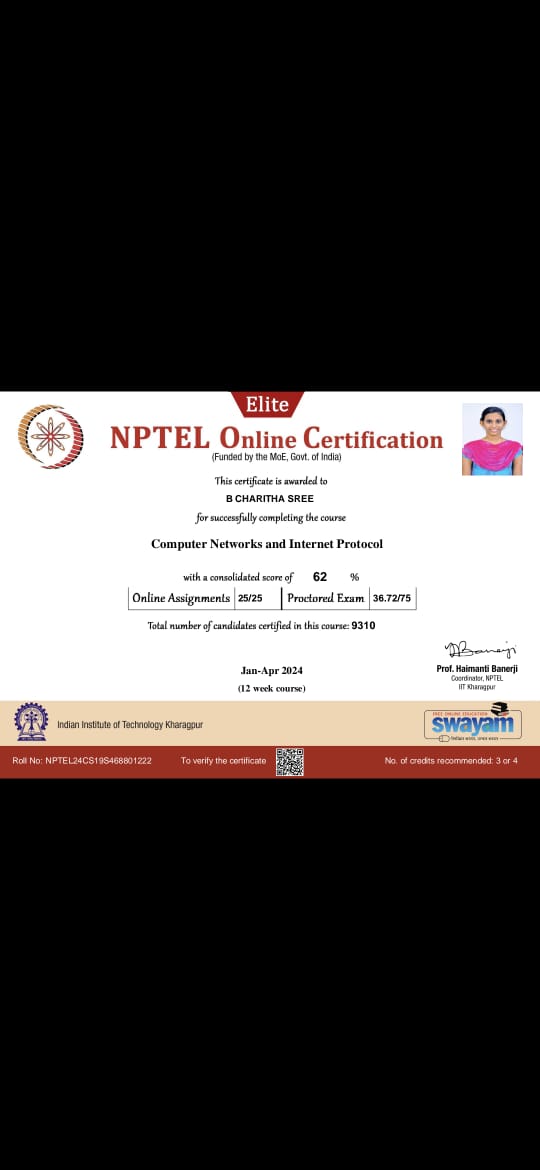 Elite
NPTEL Online Certification
(Funded by the MoE, Govt. of India)
This certificate is awarded to
B CHARITHA SREE
for successfully completing the course
Computer Networks and Internet Protocol
with a consolidated score of 62 %
Online Assignments 25/25 Proctored Exam 36.72/75
Total number of candidates certified in this course: 9310
Prof. Haimanti Banerji
Coordinator, NPTEL
IIT Kharagpur
Jan-Apr 2024
(12 week course)
Indian Institute of Technology Kharagpur
FREE ONLINE EDUCATION
swayam
Roll No: NPTEL24CS19S468801222 To verify the certificate No. of credits recommended: 3 or 4